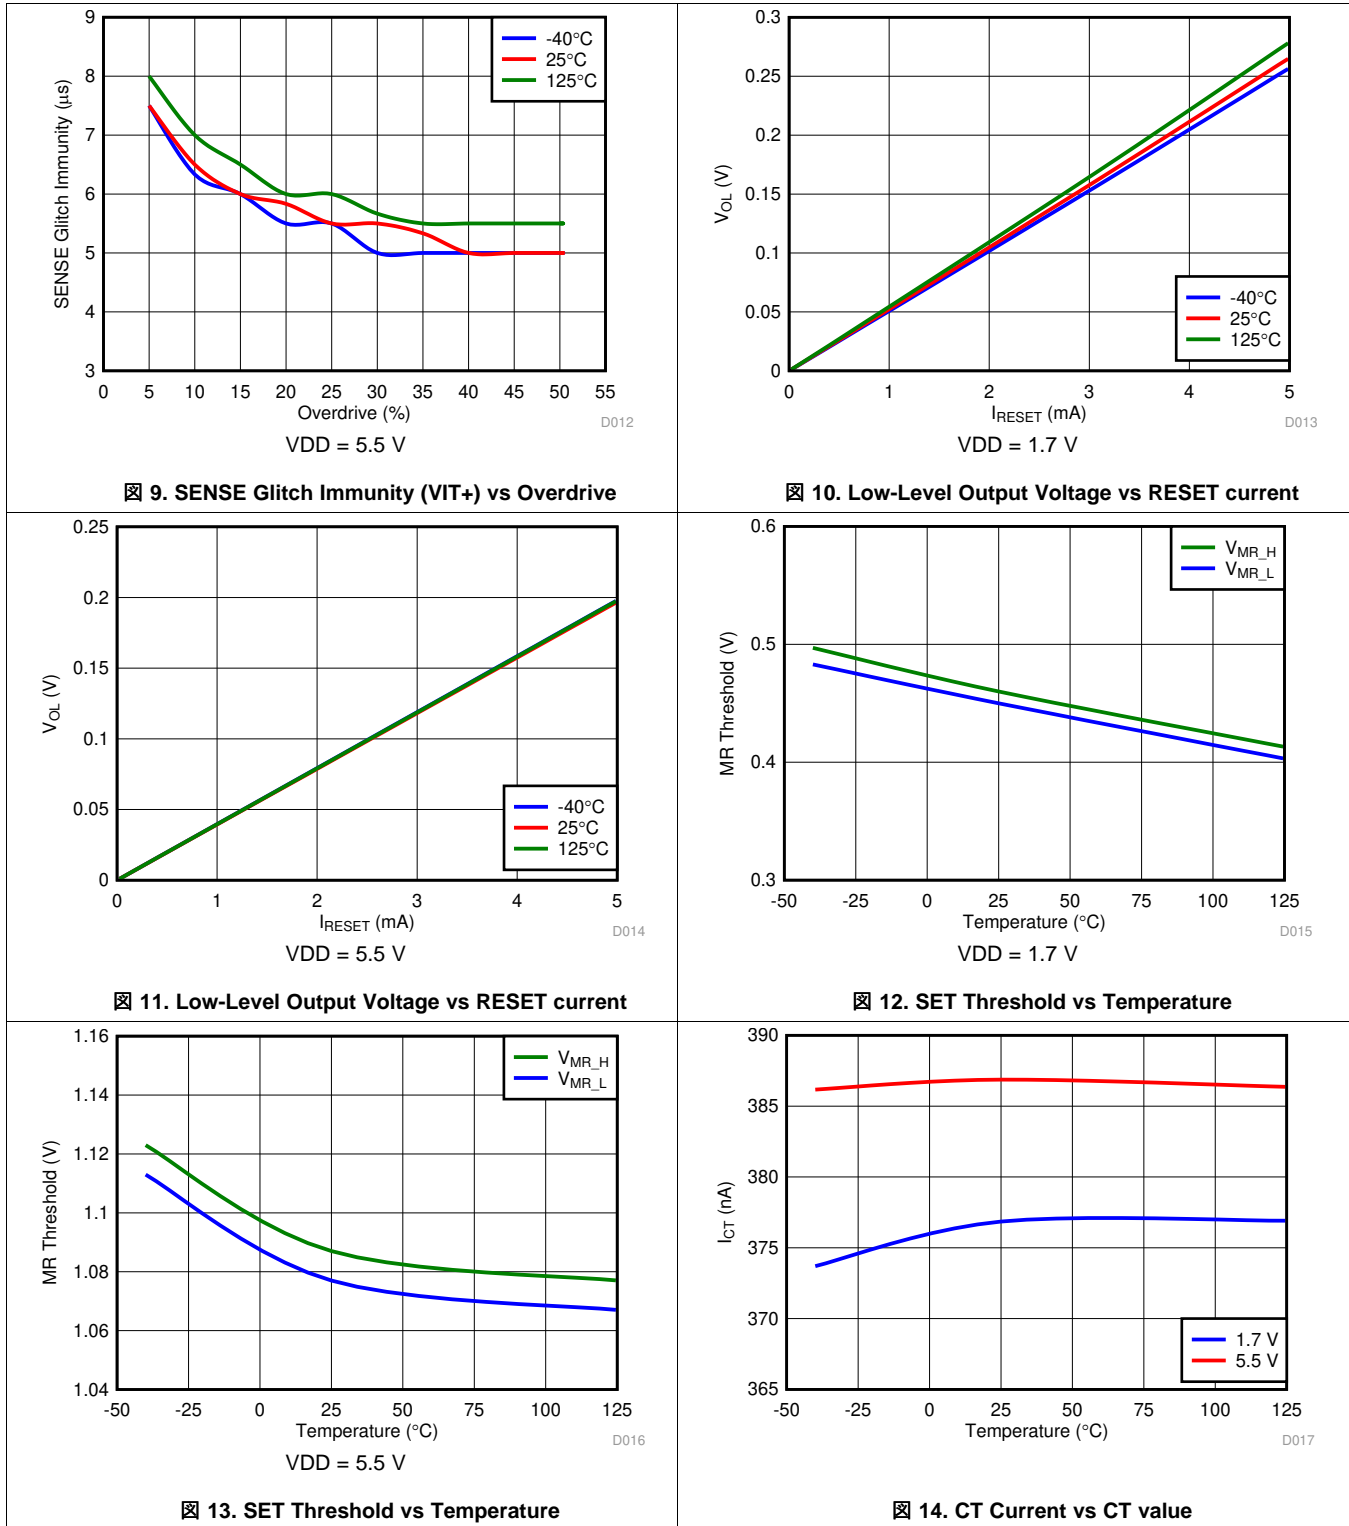 9
8
7
6
5
4
3
SENSE Glitch Immunity (µs)
-40°C
25°C
125°C
0 5 10 15 20 25 30 35 40 45 50 55
Overdrive (%)
D012
VDD = 5.5 V
図 9. SENSE Glitch Immunity (VIT+) vs Overdrive
0.3
0.25
0.2
0.15
0.1
0.05
0
VOL (V)
-40°C
25°C
125°C
0 1 2 3 4 5
IRESET (mA)
D013
VDD = 1.7 V
図 10. Low-Level Output Voltage vs RESET current
0.25
0.2
0.15
0.1
0.05
0
VOL (V)
-40°C
25°C
125°C
0 1 2 3 4 5
IRESET (mA)
D014
VDD = 5.5 V
図 11. Low-Level Output Voltage vs RESET current
0.6
0.5
0.4
0.3
MR Threshold (V)
VMR_H
VMR_L
-50 -25 0 25 50 75 100 125
Temperature (°C)
D015
VDD = 1.7 V
図 12. SET Threshold vs Temperature
1.16
1.14
1.12
1.1
1.08
1.06
1.04
MR Threshold (V)
VMR_H
VMR_L
-50 -25 0 25 50 75 100 125
Temperature (°C)
D016
VDD = 5.5 V
図 13. SET Threshold vs Temperature
390
385
380
375
370
365
ICT (nA)
1.7 V
5.5 V
-50 -25 0 25 50 75 100 125
Temperature (°C)
D017
図 14. CT Current vs CT value